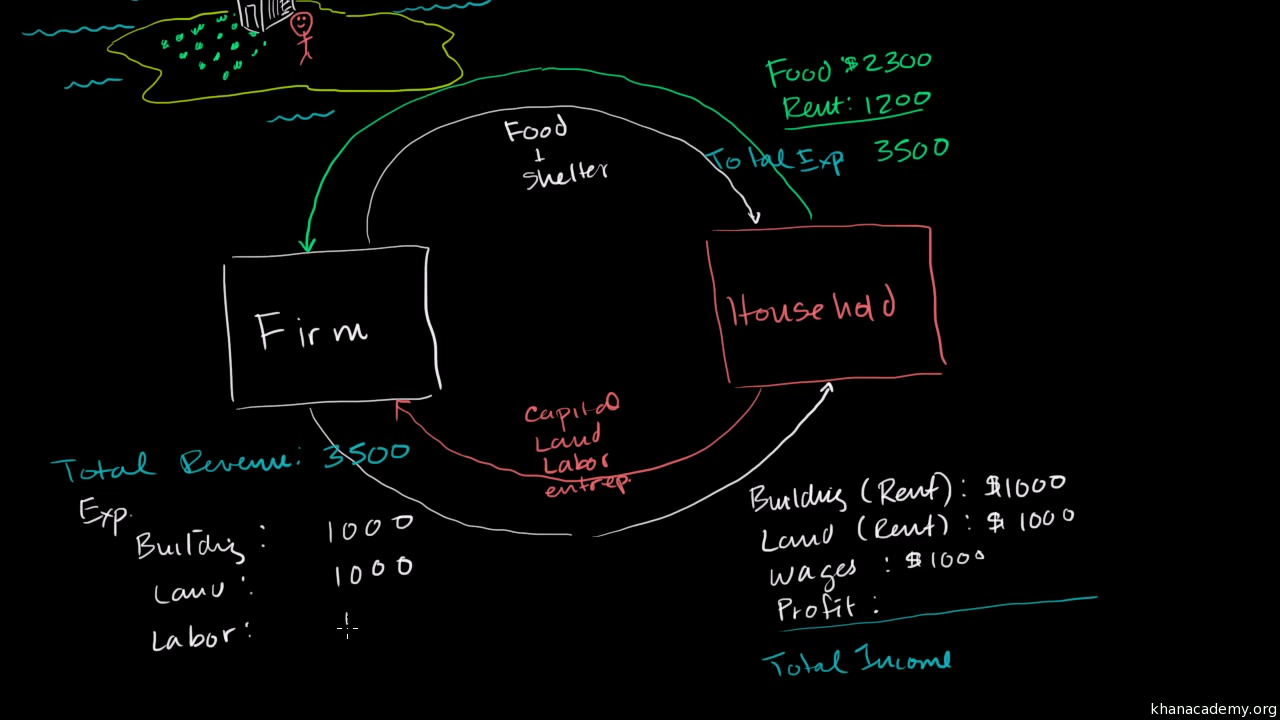 Food $2300
Rent: 1200
Total Exp 3500
Food
+
Shelter
Firm
Household
Capital
Land
Labor
entrep.
Total Revenue: 3500
Exp.
Building: 1000
Land: 1000
Labor: 1
Building (Rent): $1000
Land (Rent): $1000
Wages: $1000
Profit:
Total Income
khanacademy.org